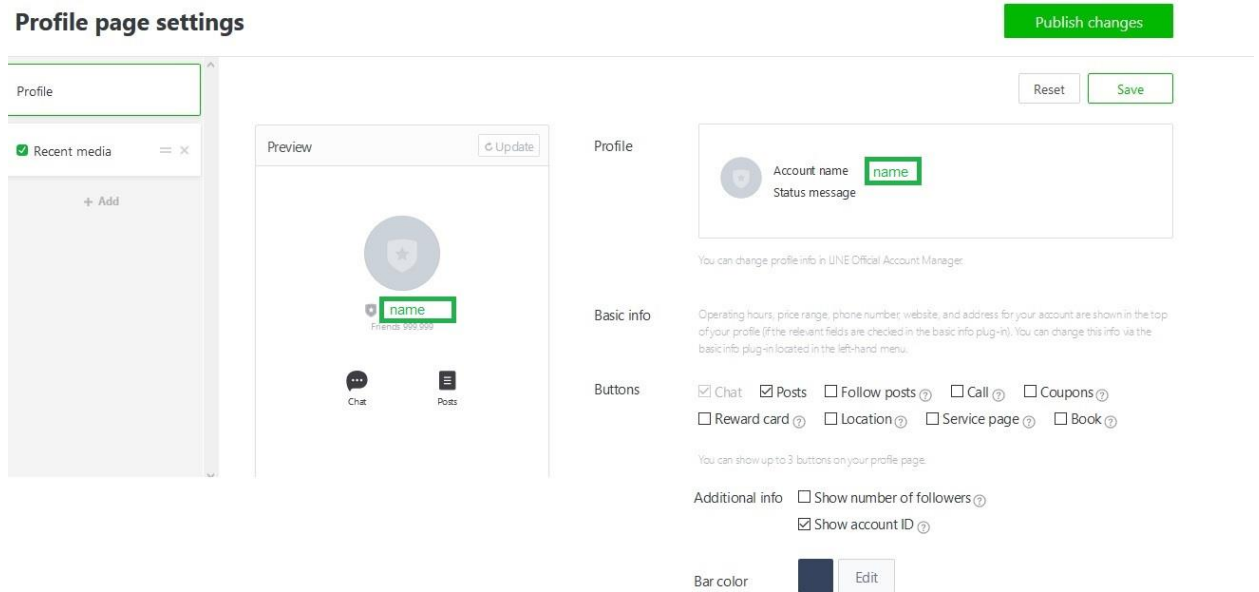 Profile page settings
Publish changes
Profile
Recent media
+ Add
Reset
Save
Preview
Update
name
Friends 999.999
Chat
Posts
Profile
Account name name
Status message
You can change profile info in LINE Official Account Manager.
Basic info
Operating hours, price range, phone number, website, and address for your account are shown in the top
of your profile (if the relevant fields are checked in the basic info plug-in). You can change this info via the
basic info plug-in located in the left-hand menu.
Buttons
Chat Posts Follow posts Call Coupons
Reward card Location Service page Book
You can show up to 3 buttons on your profile page.
Additional info Show number of followers
Show account ID
Bar color Edit